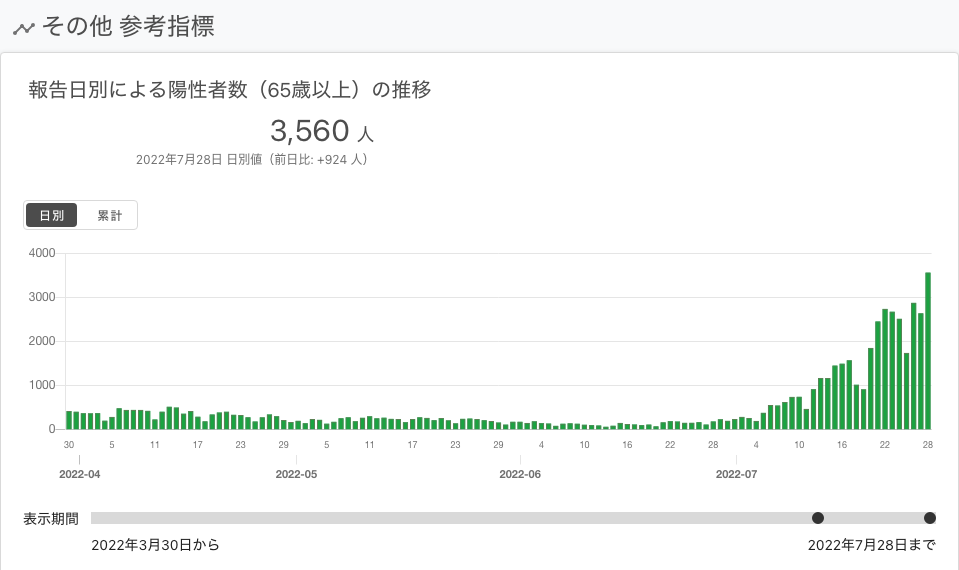 その他 参考指標
報告日別による陽性者数（65歳以上）の推移
3,560 人
2022年7月28日 日別値（前日比: +924 人）
日別 累計
4000
3000
2000
1000
0
30 5 11 17 23 29 5 11 17 23 29 4 10 16 22 28 4 10 16 22 28
2022-04 2022-05 2022-06 2022-07
表示期間
2022年3月30日から 2022年7月28日まで